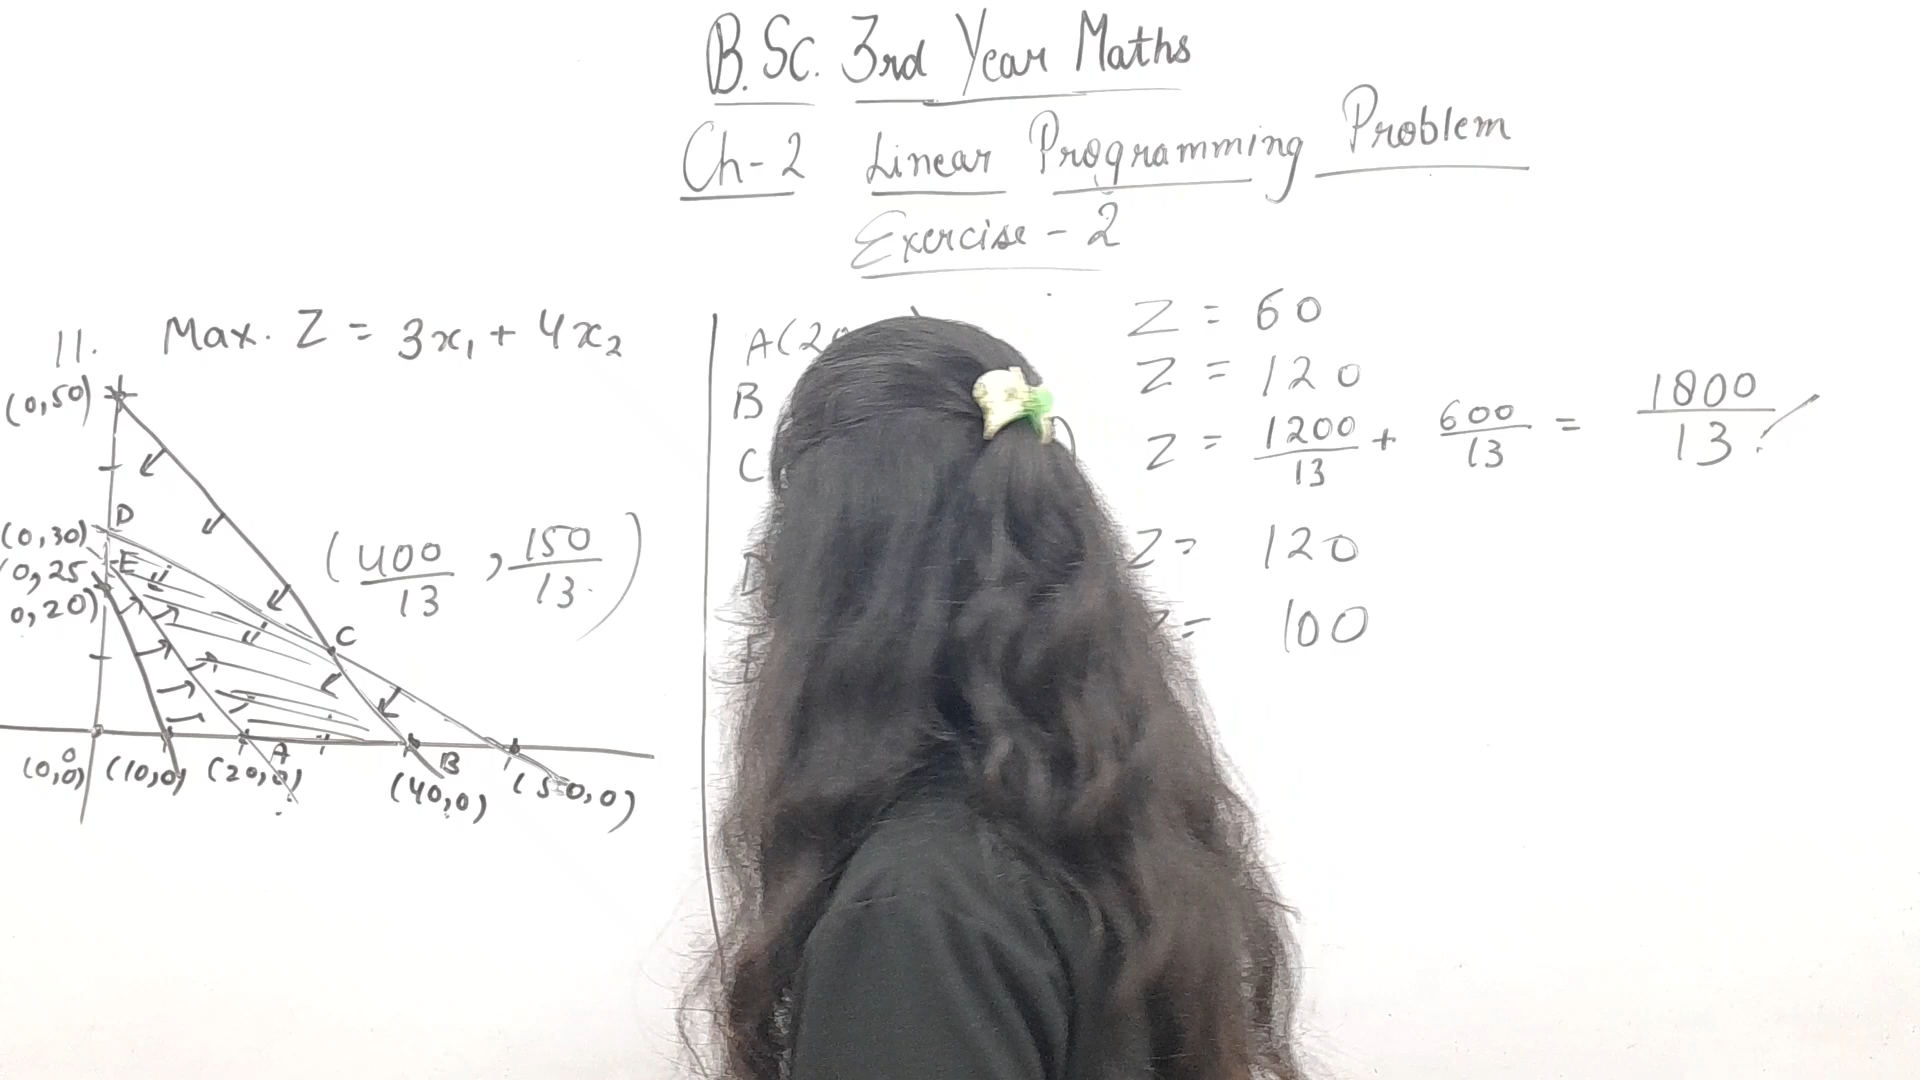 B.Sc. 3rd Year Maths
Ch-2 Linear Programming Problem
Exercise - 2
11. Max. Z = 3x₁ + 4x₂
(0,50)
D
(0,30)
E
0,25
0,20)
(400/13, 150/13)
C
O
A
B
(0,0) (10,0) (20,0) (40,0) (50,0)
A(20 Z = 60
B Z = 120
C Z = 1200/13 + 600/13 = 1800/13
D Z = 120
E = 100